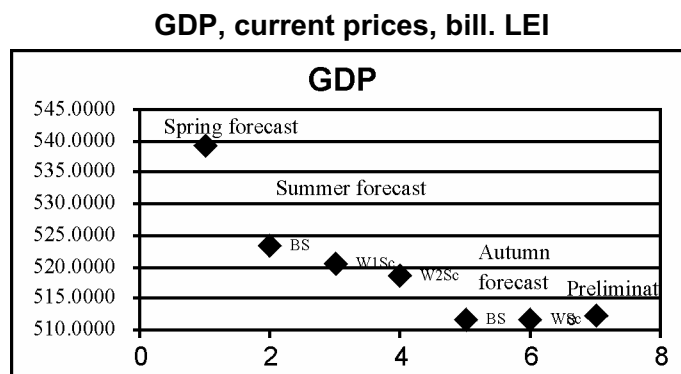 GDP, current prices, bill. LEI
GDP
545.0000
540.0000
535.0000
530.0000
525.0000
520.0000
515.0000
510.0000
Spring forecast
Summer forecast
BS
W1Sc
W2Sc
Autumn
forecast
Preliminat
BS
0 2 4 6 8